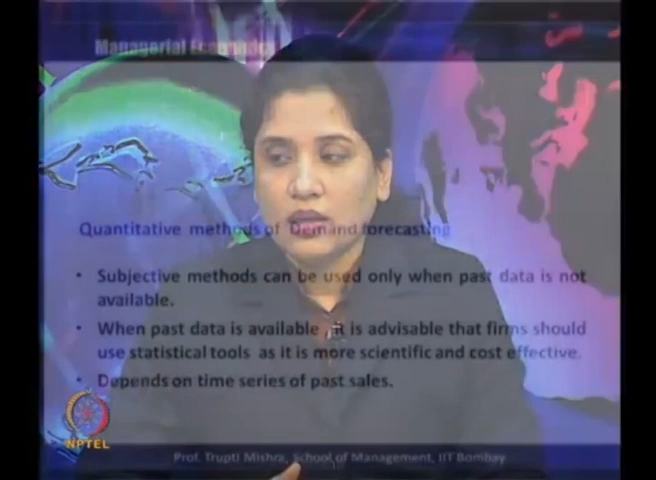 Managerial Economics
Quantitative methods of Demand forecasting
• Subjective methods can be used only when past data is not
available.
• When past data is available , it is advisable that firms should
use statistical tools as it is more scientific and cost effective.
• Depends on time series of past sales.
NPTEL
Prof. Trupti Mishra, School of Management, IIT Bombay